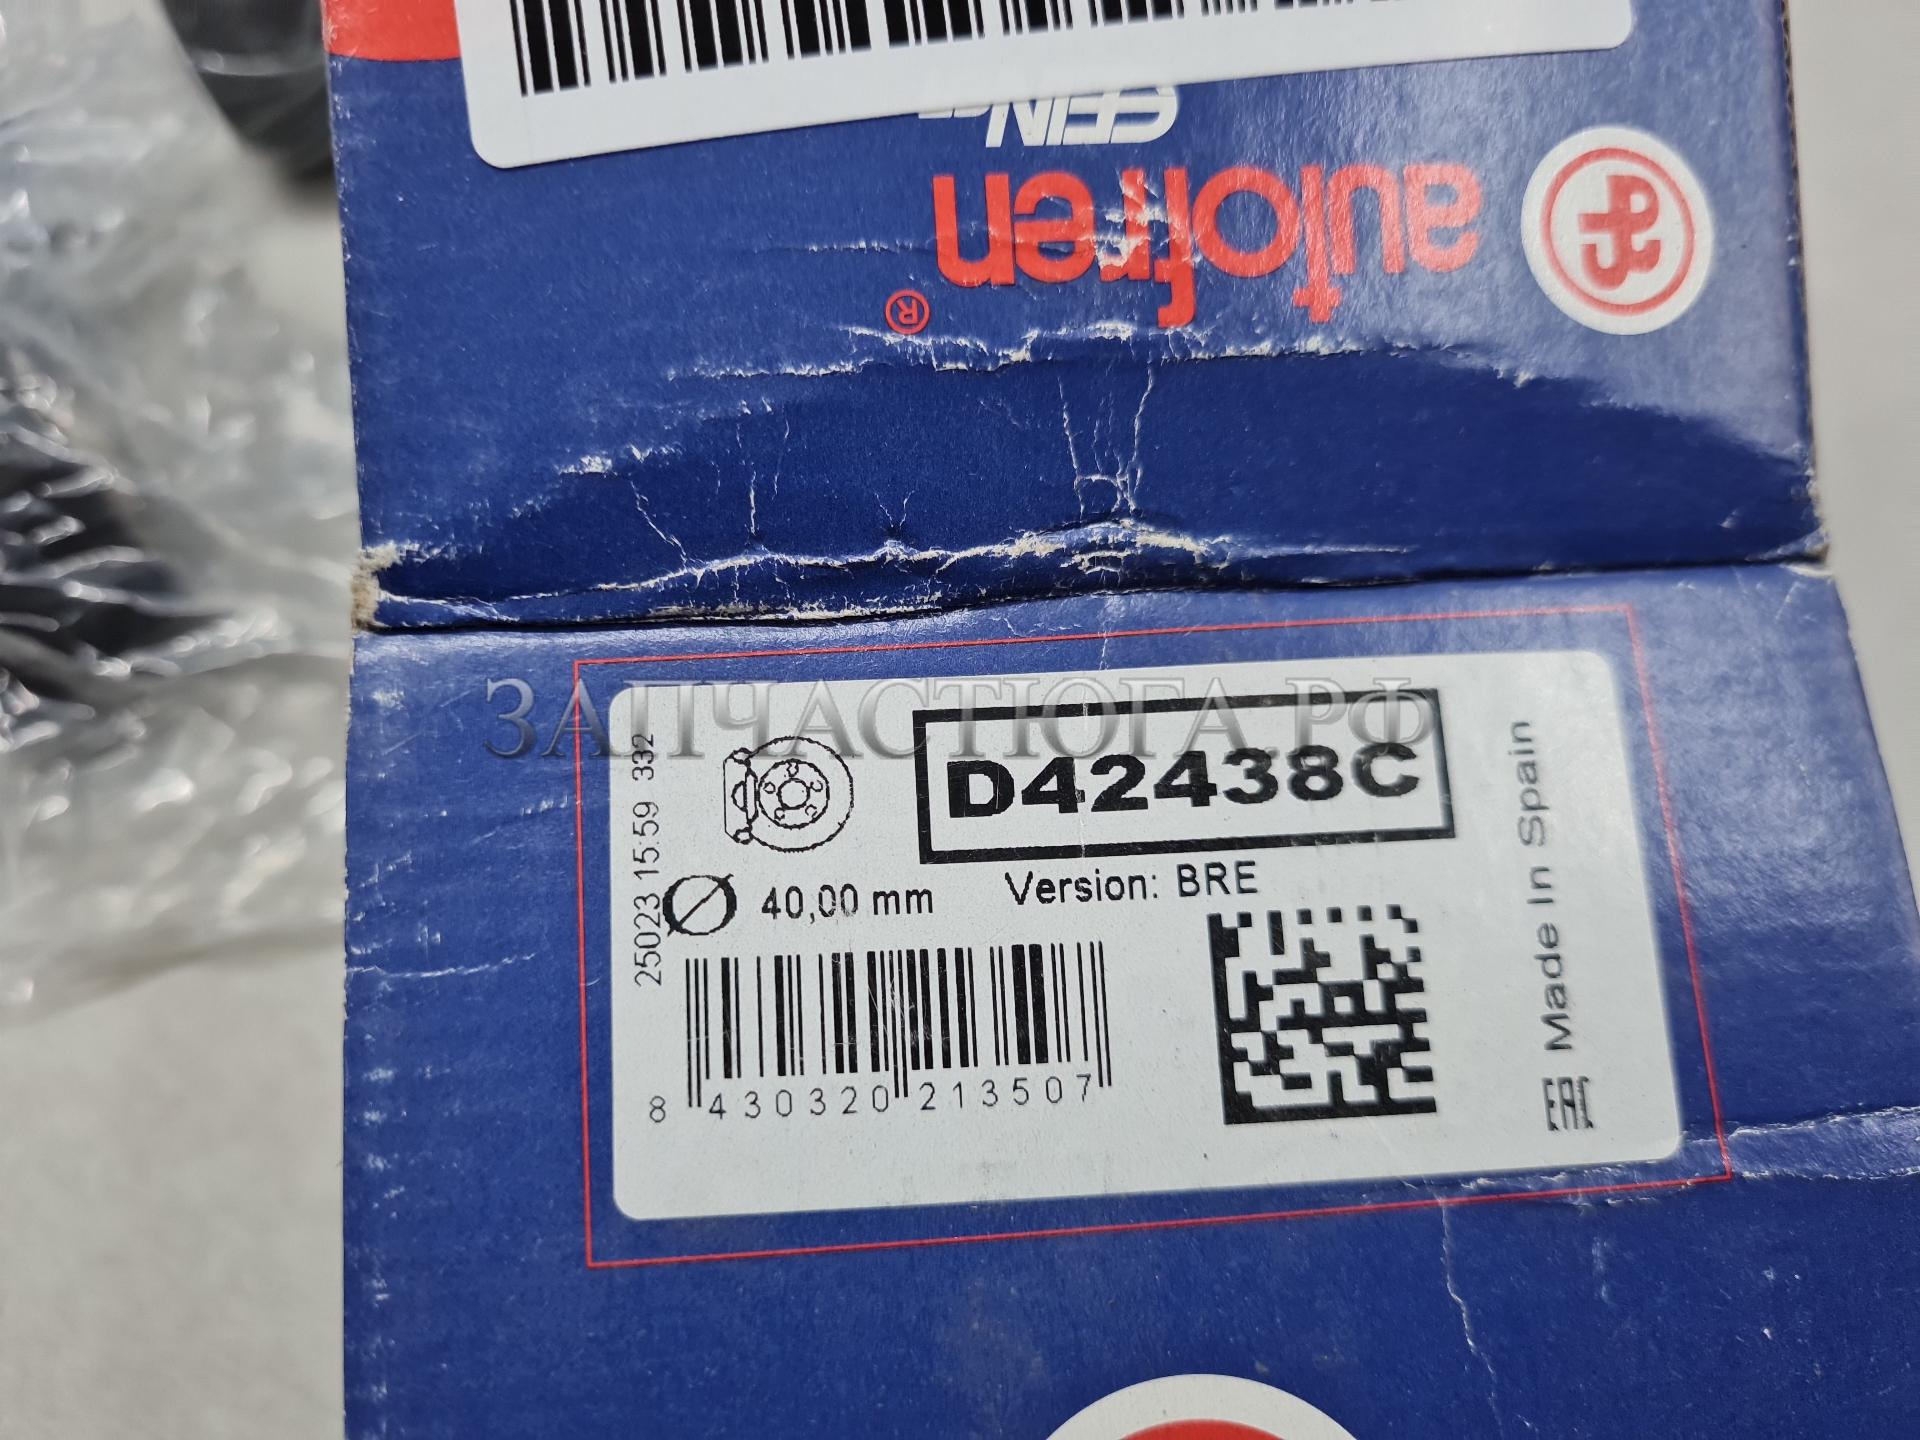 autofren
®
ЗАПЧАСТЮГА.РФ
D42438C
25023 15:59 332
Ø 40,00 mm
Version: BRE
8 430320 213507
Made In Spain